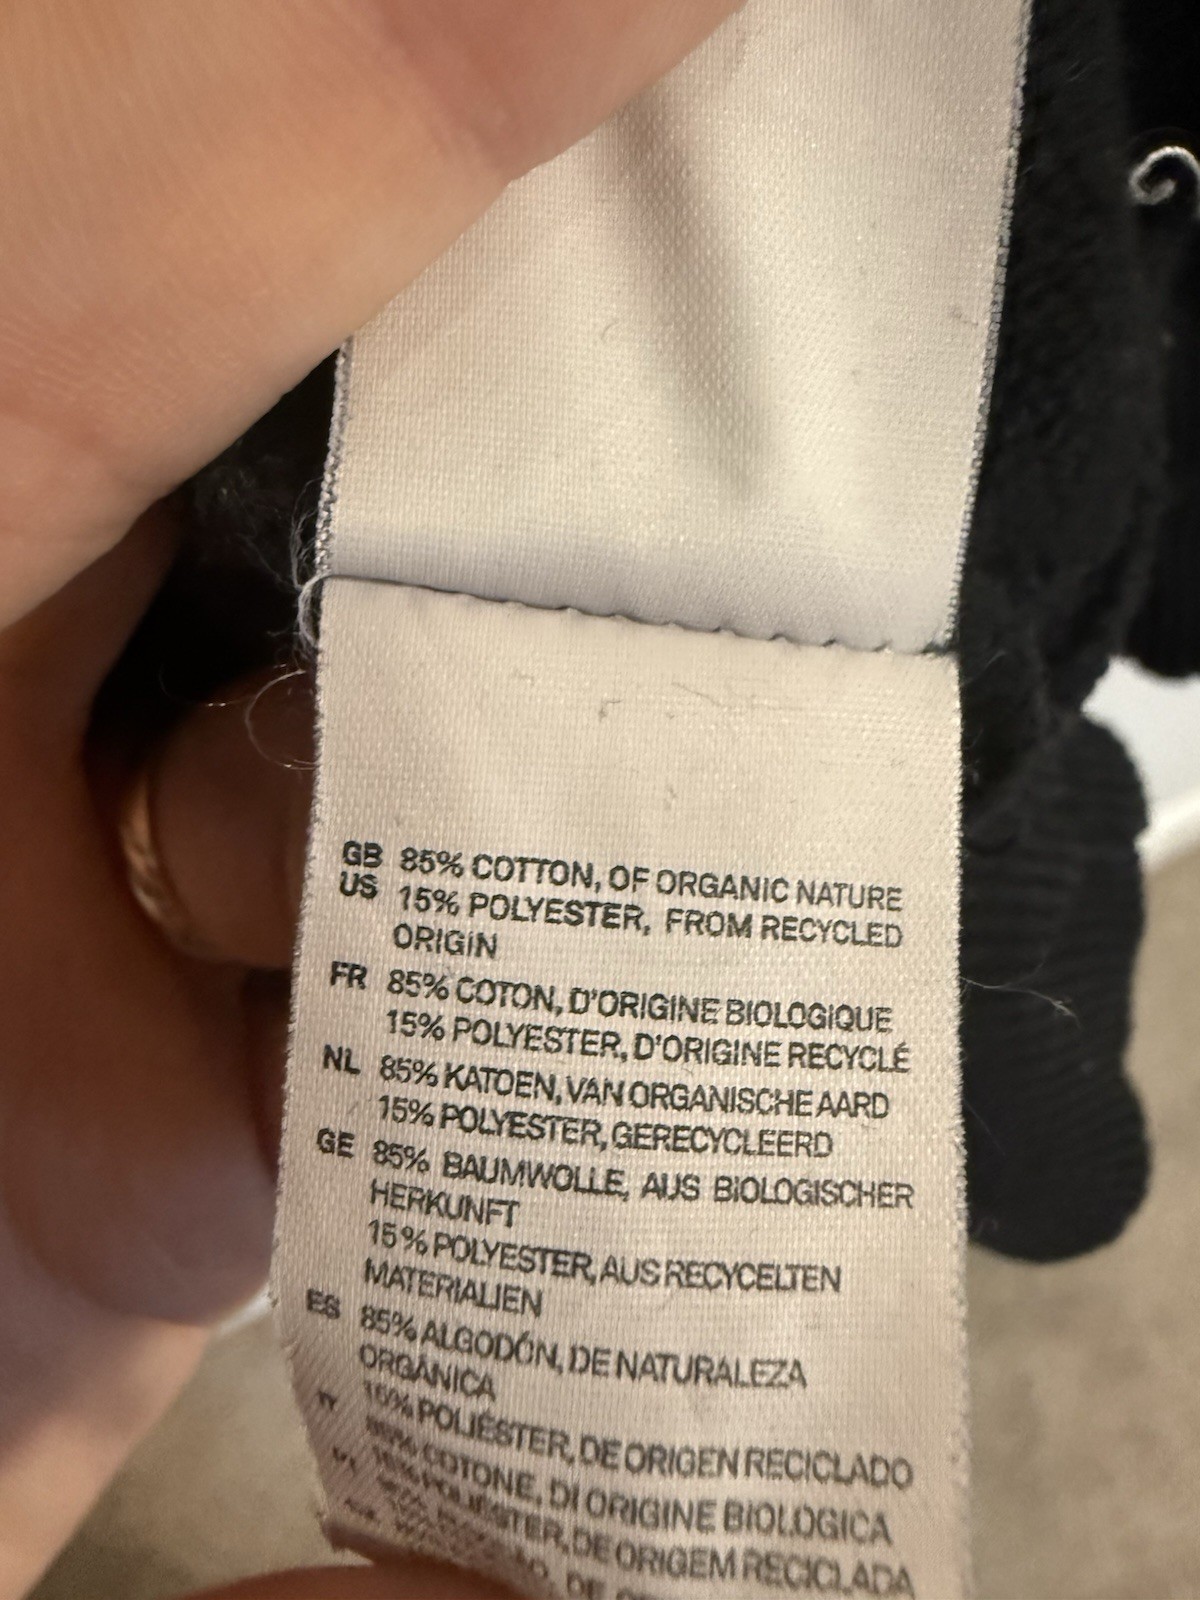 GB 85% COTTON, OF ORGANIC NATURE
US 15% POLYESTER, FROM RECYCLED
ORIGIN
FR 85% COTON, D'ORIGINE BIOLOGIQUE
15% POLYESTER, D'ORIGINE RECYCLÉ
NL 85% KATOEN, VAN ORGANISCHE AARD
15% POLYESTER, GERECYCLEERD
GE 85% BAUMWOLLE, AUS BIOLOGISCHER
HERKUNFT
15% POLYESTER, AUS RECYCELTEN
MATERIALIEN
ES 85% ALGODÓN, DE NATURALEZA
ORGÁNICA
15% POLIÉSTER, DE ORIGEN RECICLADO
85% COTONE, DI ORIGINE BIOLOGICA
DE ORIGEM RECICLADA
DE